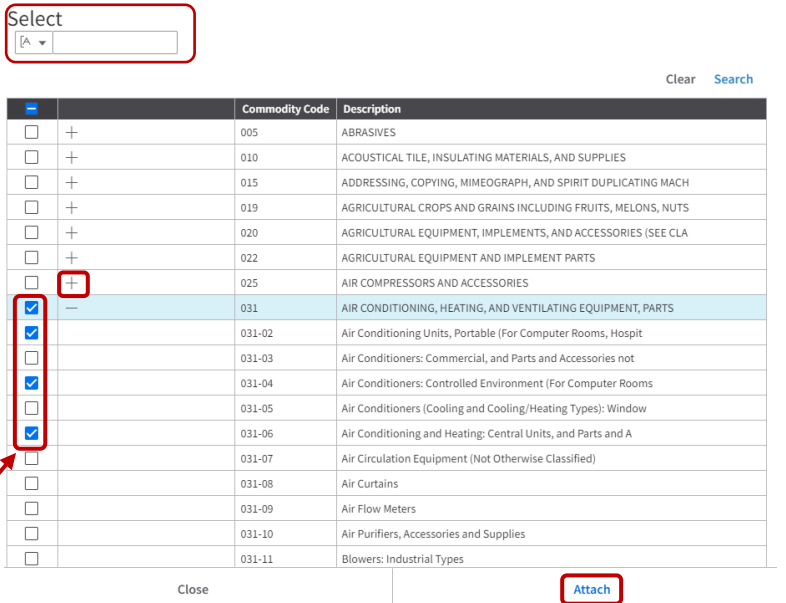 Select
[A
Clear Search
Commodity Code Description
005 ABRASIVES
010 ACOUSTICAL TILE, INSULATING MATERIALS, AND SUPPLIES
015 ADDRESSING, COPYING, MIMEOGRAPH, AND SPIRIT DUPLICATING MACH
019 AGRICULTURAL CROPS AND GRAINS INCLUDING FRUITS, MELONS, NUTS
020 AGRICULTURAL EQUIPMENT, IMPLEMENTS, AND ACCESSORIES (SEE CLA
022 AGRICULTURAL EQUIPMENT AND IMPLEMENT PARTS
025 AIR COMPRESSORS AND ACCESSORIES
031 AIR CONDITIONING, HEATING, AND VENTILATING EQUIPMENT, PARTS
031-02 Air Conditioning Units, Portable (For Computer Rooms, Hospit
031-03 Air Conditioners: Commercial, and Parts and Accessories not
031-04 Air Conditioners: Controlled Environment (For Computer Rooms
031-05 Air Conditioners (Cooling and Cooling/Heating Types): Window
031-06 Air Conditioning and Heating: Central Units, and Parts and A
031-07 Air Circulation Equipment (Not Otherwise Classified)
031-08 Air Curtains
031-09 Air Flow Meters
031-10 Air Purifiers, Accessories and Supplies
031-11 Blowers: Industrial Types
Close Attach